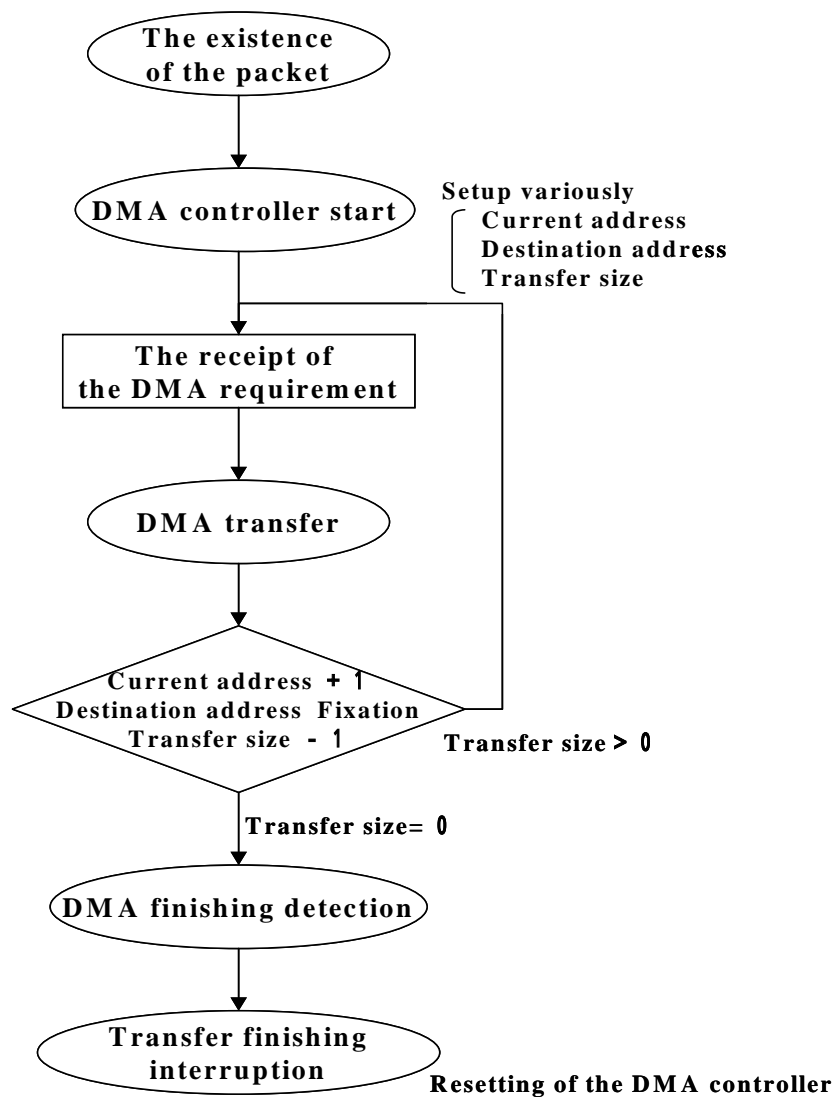 The existence
of the packet
DMA controller start
Setup variously
Current address
Destination address
Transfer size
The receipt of
the DMA requirement
DMA transfer
Current address + 1
Destination address Fixation
Transfer size - 1
Transfer size > 0
Transfer size= 0
DMA finishing detection
Transfer finishing
interruption
Resetting of the DMA controller